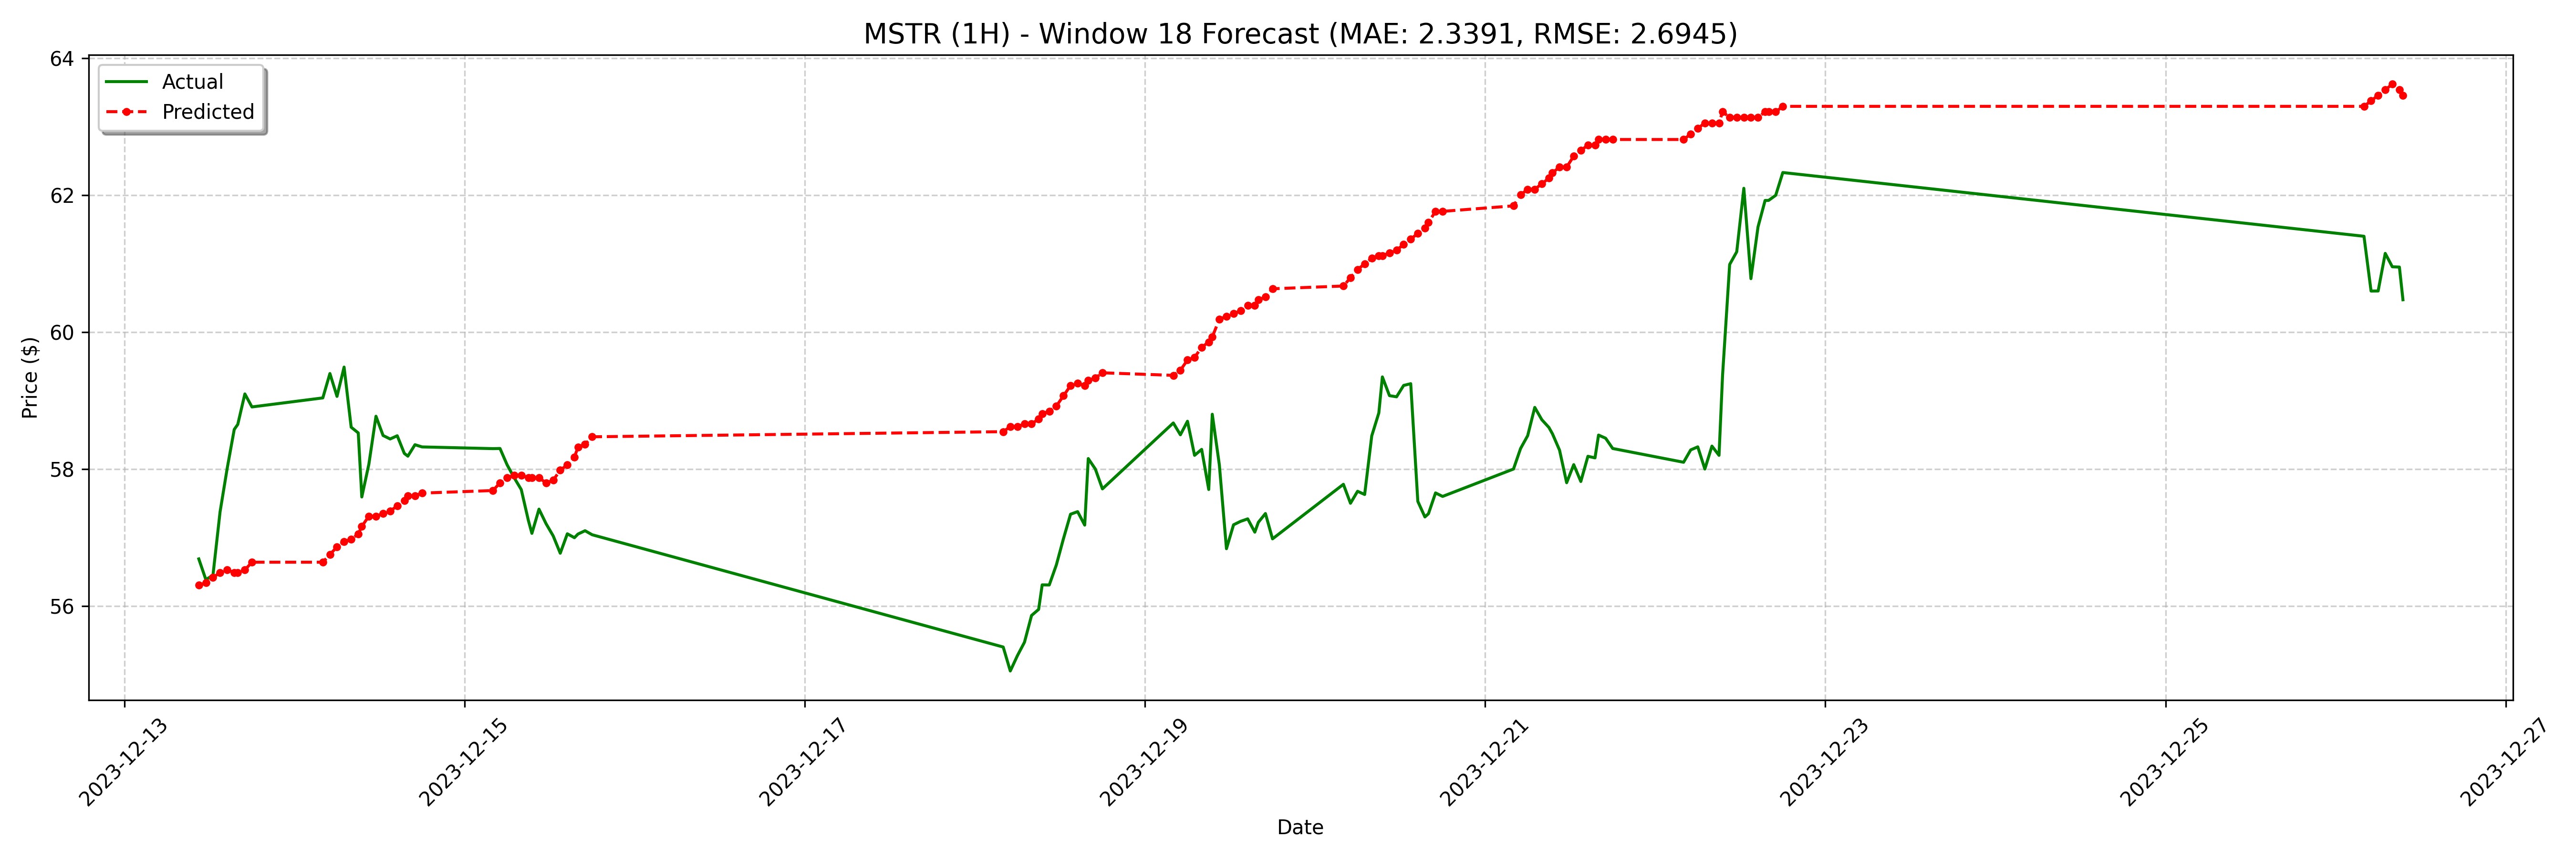 MSTR (1H) - Window 18 Forecast (MAE: 2.3391, RMSE: 2.6945)
Actual
Predicted
Price ($)
64
62
60
58
56
2023-12-13
2023-12-15
2023-12-17
2023-12-19
2023-12-21
2023-12-23
2023-12-25
2023-12-27
Date